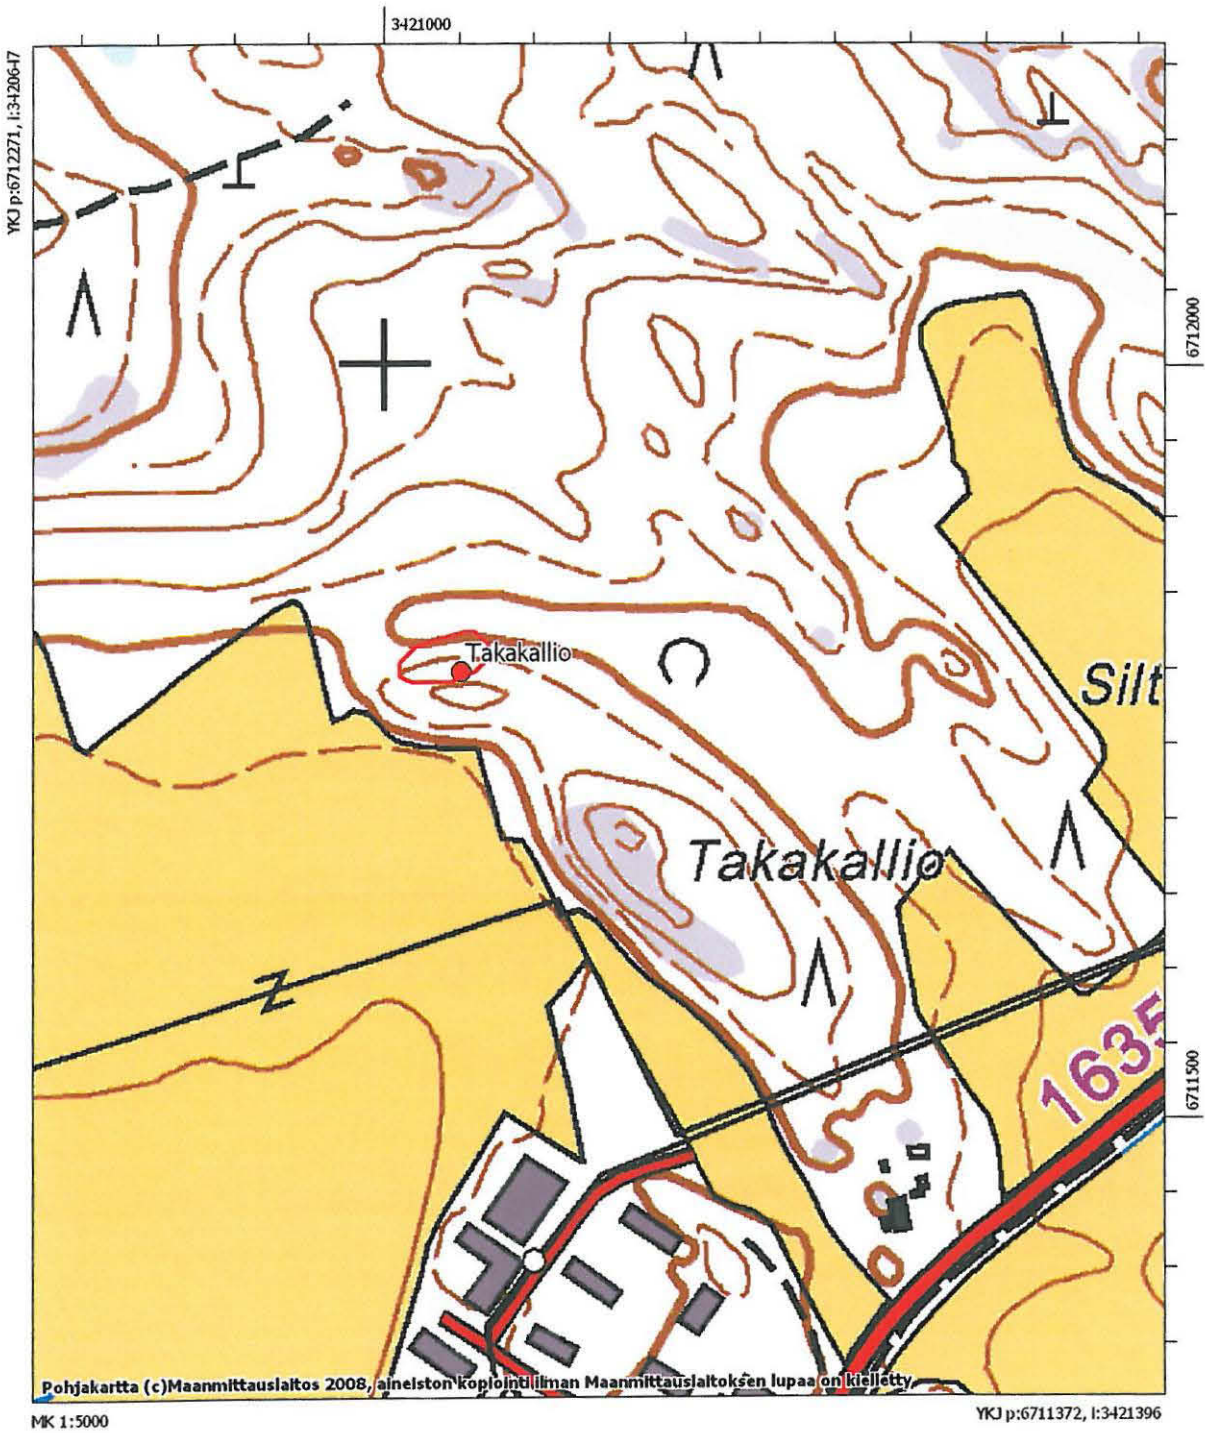 3421000
YKJ p:6712271, l:3420647
6712000
Takakallio
Silt
Takakallio
1635
6711500
Pohjakartta (c)Maanmittauslaitos 2008, aineiston kopiointi ilman Maanmittauslaitoksen lupaa on kielletty
MK 1:5000
YKJ p:6711372, l:3421396